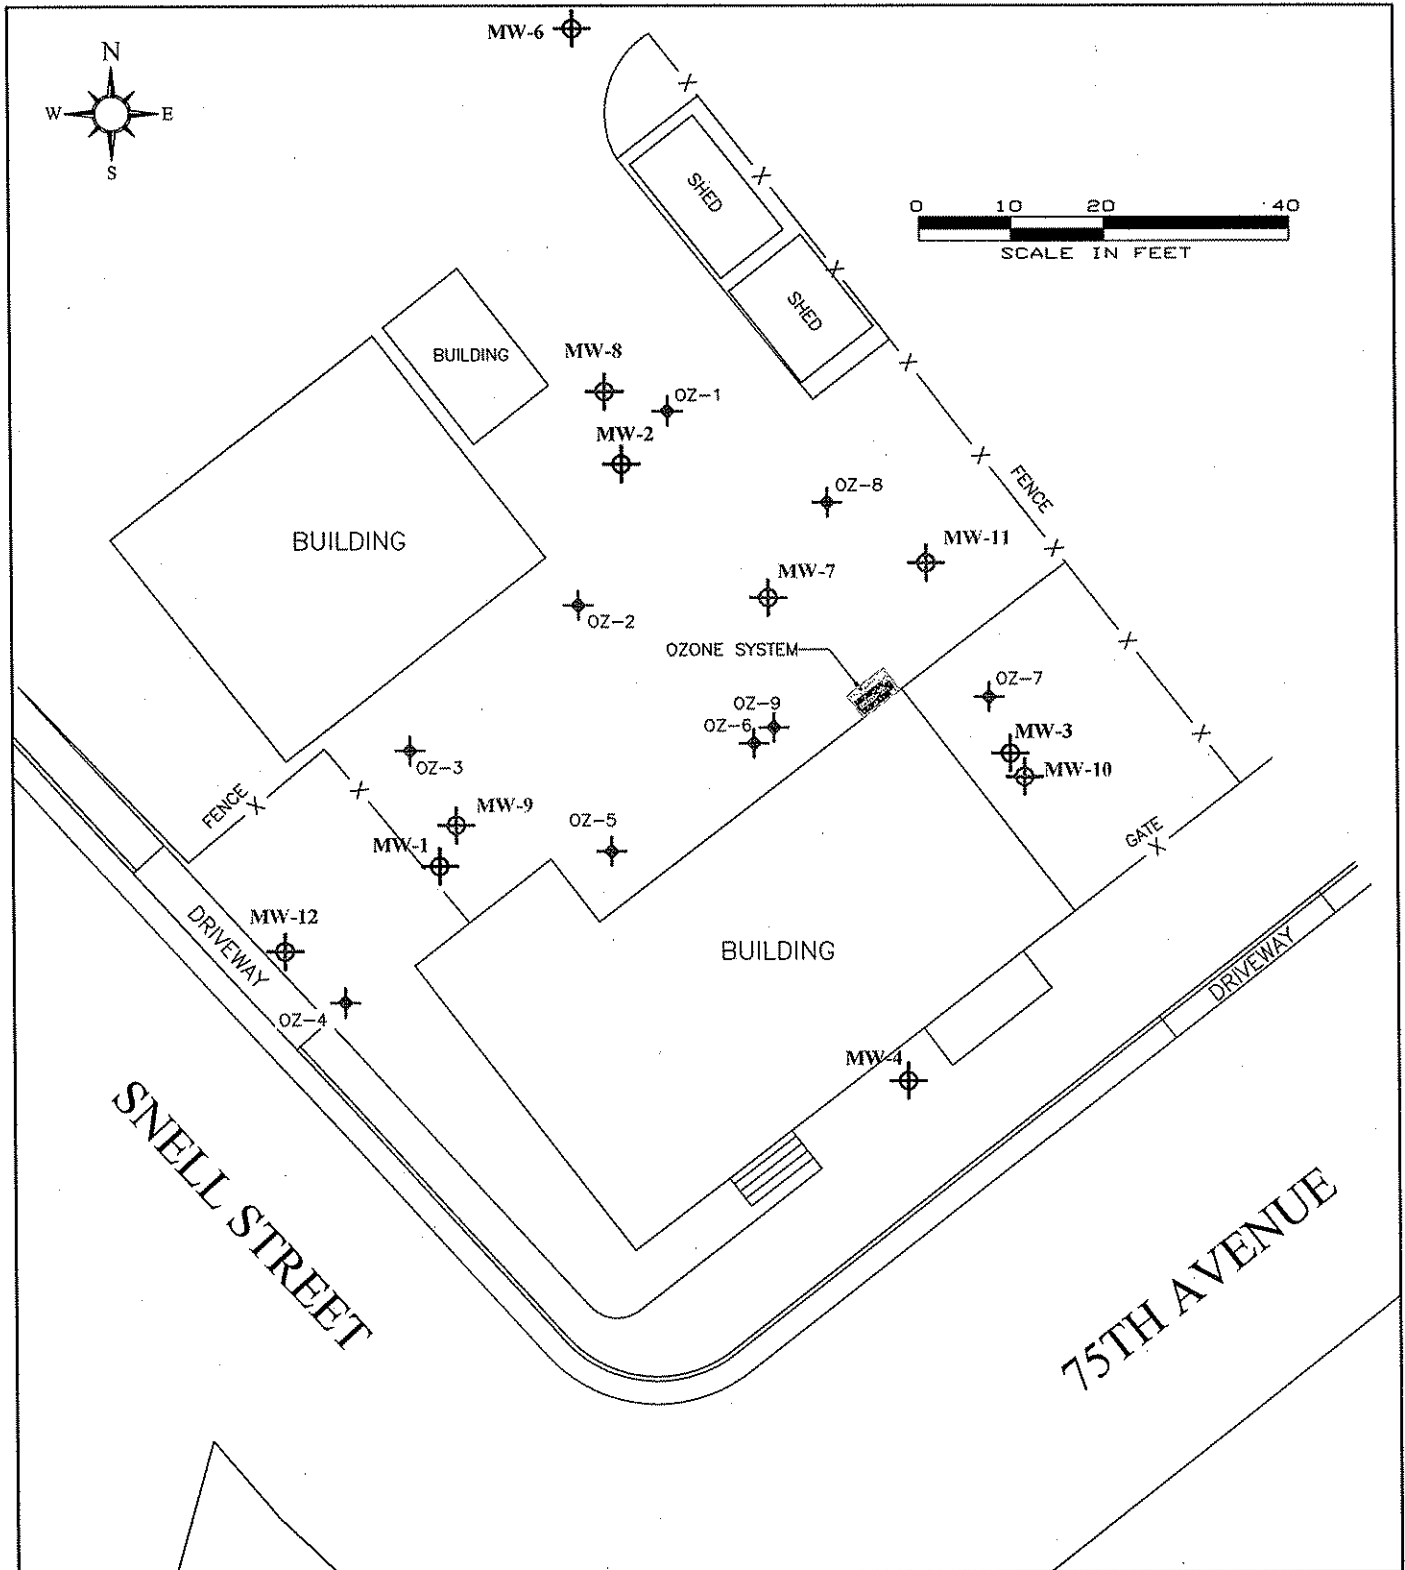 MW-6
N
W E
S
SHED
0 10 20 40
SCALE IN FEET
SHED
BUILDING
MW-8
OZ-1
MW-2
OZ-8
FENCE
BUILDING
MW-11
MW-7
OZ-2
OZONE SYSTEM
OZ-7
OZ-9
OZ-6
MW-3
OZ-3
MW-10
FENCE
MW-9
OZ-5
GATE
MW-1
MW-12
DRIVEWAY
BUILDING
DRIVEWAY
OZ-4
MW-4
SNELL STREET
75TH AVENUE